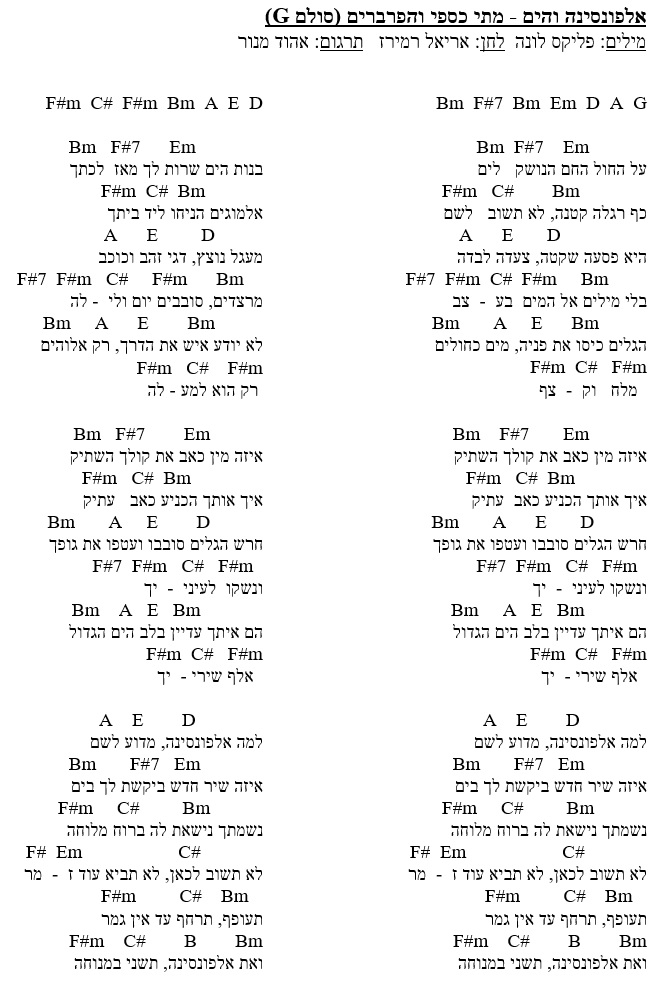 אלפונסינה והים - מתי כספי והפרברים (סולם G)
מילים: פליקס לונה  לחן: אריאל רמירז  תרגום: אהוד מנור
Bm F#7 Bm Em D A G
Bm F#7 Em
על החול החם הנושק לים
F#m C# Bm
כף רגלה קטנה, לא תשוב לשם
A E D
היא פסעה שקטה, צעדה לבדה
F#7 F#m C# F#m Bm
בלי מילים אל המים בע - צב
Bm A E Bm
הגלים כיסו את פניה, מים כחולים
F#m C# F#m
מלח וק - צף
Bm F#7 Em
איזה מין כאב את קולך השתיק
F#m C# Bm
איך אותך הכניע כאב עתיק
Bm A E D
חרש הגלים סובבו ועטפו את גופך
F#7 F#m C# F#m
ונשקו לעיני - יך
Bm A E Bm
הם איתך עדיין בלב הים הגדול
F#m C# F#m
אלף שירי - יך
A E D
למה אלפונסינה, מדוע לשם
Bm F#7 Em
איזה שיר חדש ביקשת לך בים
F#m C# Bm
נשמתך נישאת לה ברוח מלוחה
F# Em C#
לא תשוב לכאן, לא תביא עוד ז - מר
F#m C# Bm
תעופף, תרחף עד אין גמר
F#m C# B Bm
ואת אלפונסינה, תשני במנוחה
F#m C# F#m Bm A E D
Bm F#7 Em
בנות הים שרות לך מאז לכתך
F#m C# Bm
אלמוגים הניחו ליד ביתך
A E D
מעגל נוצץ, דגי זהב וכוכב
F#7 F#m C# F#m Bm
מרצדים, סובבים יום ולי - לה
Bm A E Bm
לא יודע איש את הדרך, רק אלוהים
F#m C# F#m
רק הוא למע - לה
Bm F#7 Em
איזה מין כאב את קולך השתיק
F#m C# Bm
איך אותך הכניע כאב עתיק
Bm A E D
חרש הגלים סובבו ועטפו את גופך
F#7 F#m C# F#m
ונשקו לעיני - יך
Bm A E Bm
הם איתך עדיין בלב הים הגדול
F#m C# F#m
אלף שירי - יך
A E D
למה אלפונסינה, מדוע לשם
Bm F#7 Em
איזה שיר חדש ביקשת לך בים
F#m C# Bm
נשמתך נישאת לה ברוח מלוחה
F# Em C#
לא תשוב לכאן, לא תביא עוד ז - מר
F#m C# Bm
תעופף, תרחף עד אין גמר
F#m C# B Bm
ואת אלפונסינה, תשני במנוחה